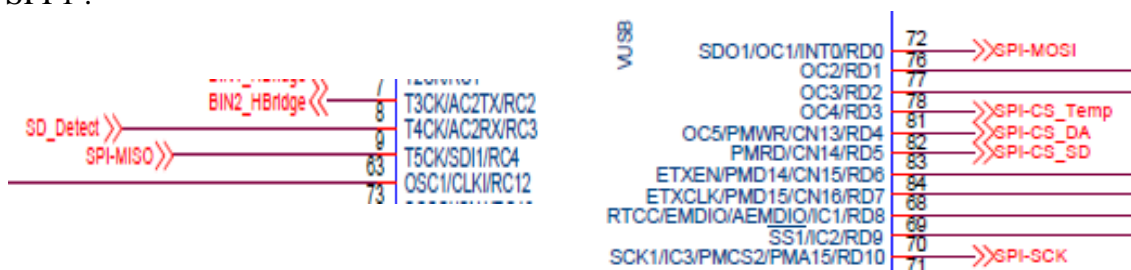 VUSB
72
SDO1/OC1/INT0/RD0
SPI-MOSI
76
OC2/RD1
77
OC3/RD2
78
OC4/RD3
SPI-CS_Temp
81
OC5/PMWR/CN13/RD4
SPI-CS_DA
82
PMRD/CN14/RD5
SPI-CS_SD
83
ETXEN/PMD14/CN15/RD6
84
ETXCLK/PMD15/CN16/RD7
68
RTCC/EMDIO/AEMDIO/IC1/RD8
69
SS1/IC2/RD9
70
SCK1/IC3/PMCS2/PMA15/RD10
SPI-SCK
71
7
BIN2_HBridge
T3CK/AC2TX/RC2
8
SD_Detect
T4CK/AC2RX/RC3
9
SPI-MISO
T5CK/SDI1/RC4
63
OSC1/CLKI/RC12
73